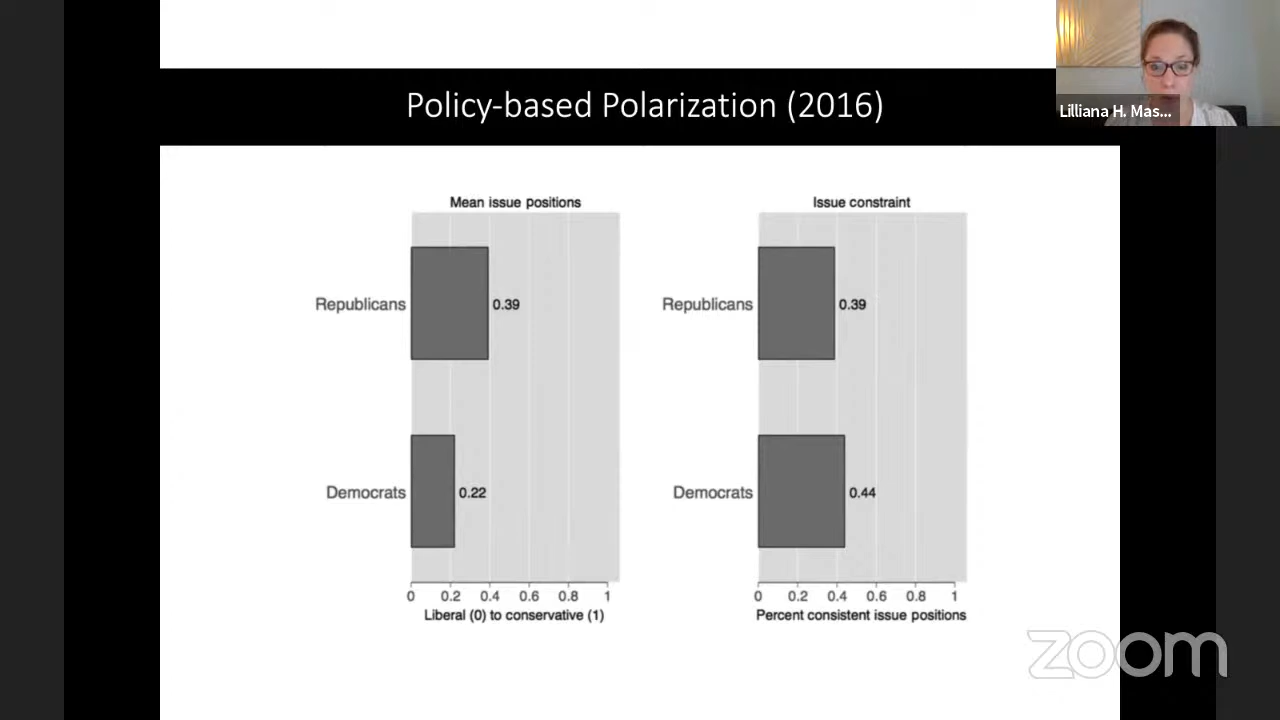 Policy-based Polarization (2016)
Lilliana H. Mas...
Mean issue positions
Republicans
0.39
Democrats
0.22
0 0.2 0.4 0.6 0.8 1
Liberal (0) to conservative (1)
Issue constraint
Republicans
0.39
Democrats
0.44
0 0.2 0.4 0.6 0.8 1
Percent consistent issue positions
zoom